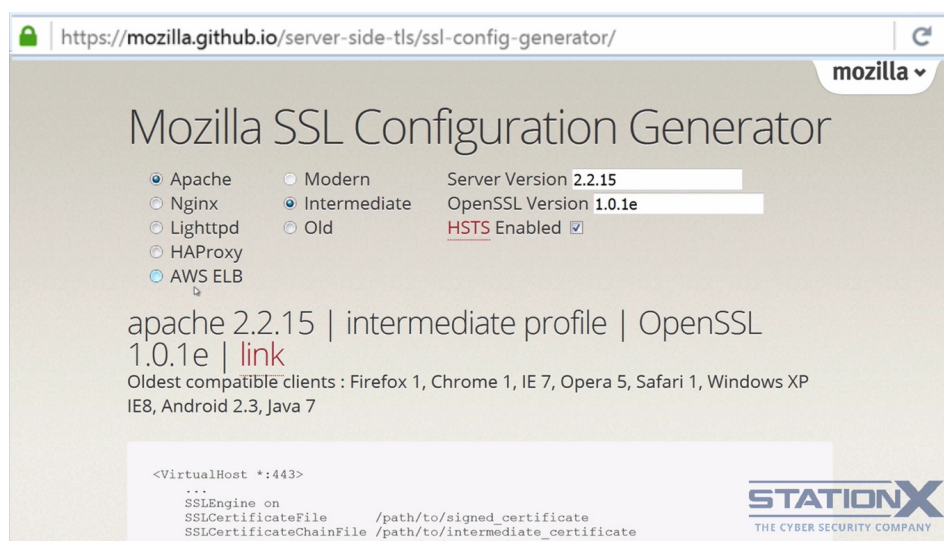 https://mozilla.github.io/server-side-tls/ssl-config-generator/
mozilla
Mozilla SSL Configuration Generator
Apache
Nginx
Lighttpd
HAProxy
AWS ELB
Modern
Intermediate
Old
Server Version 2.2.15
OpenSSL Version 1.0.1e
HSTS Enabled
apache 2.2.15 | intermediate profile | OpenSSL
1.0.1e | link
Oldest compatible clients : Firefox 1, Chrome 1, IE 7, Opera 5, Safari 1, Windows XP
IE8, Android 2.3, Java 7
<VirtualHost *:443>
...
SSLEngine on
SSLCertificateFile /path/to/signed_certificate
SSLCertificateChainFile /path/to/intermediate_certificate
STATIONX
THE CYBER SECURITY COMPANY